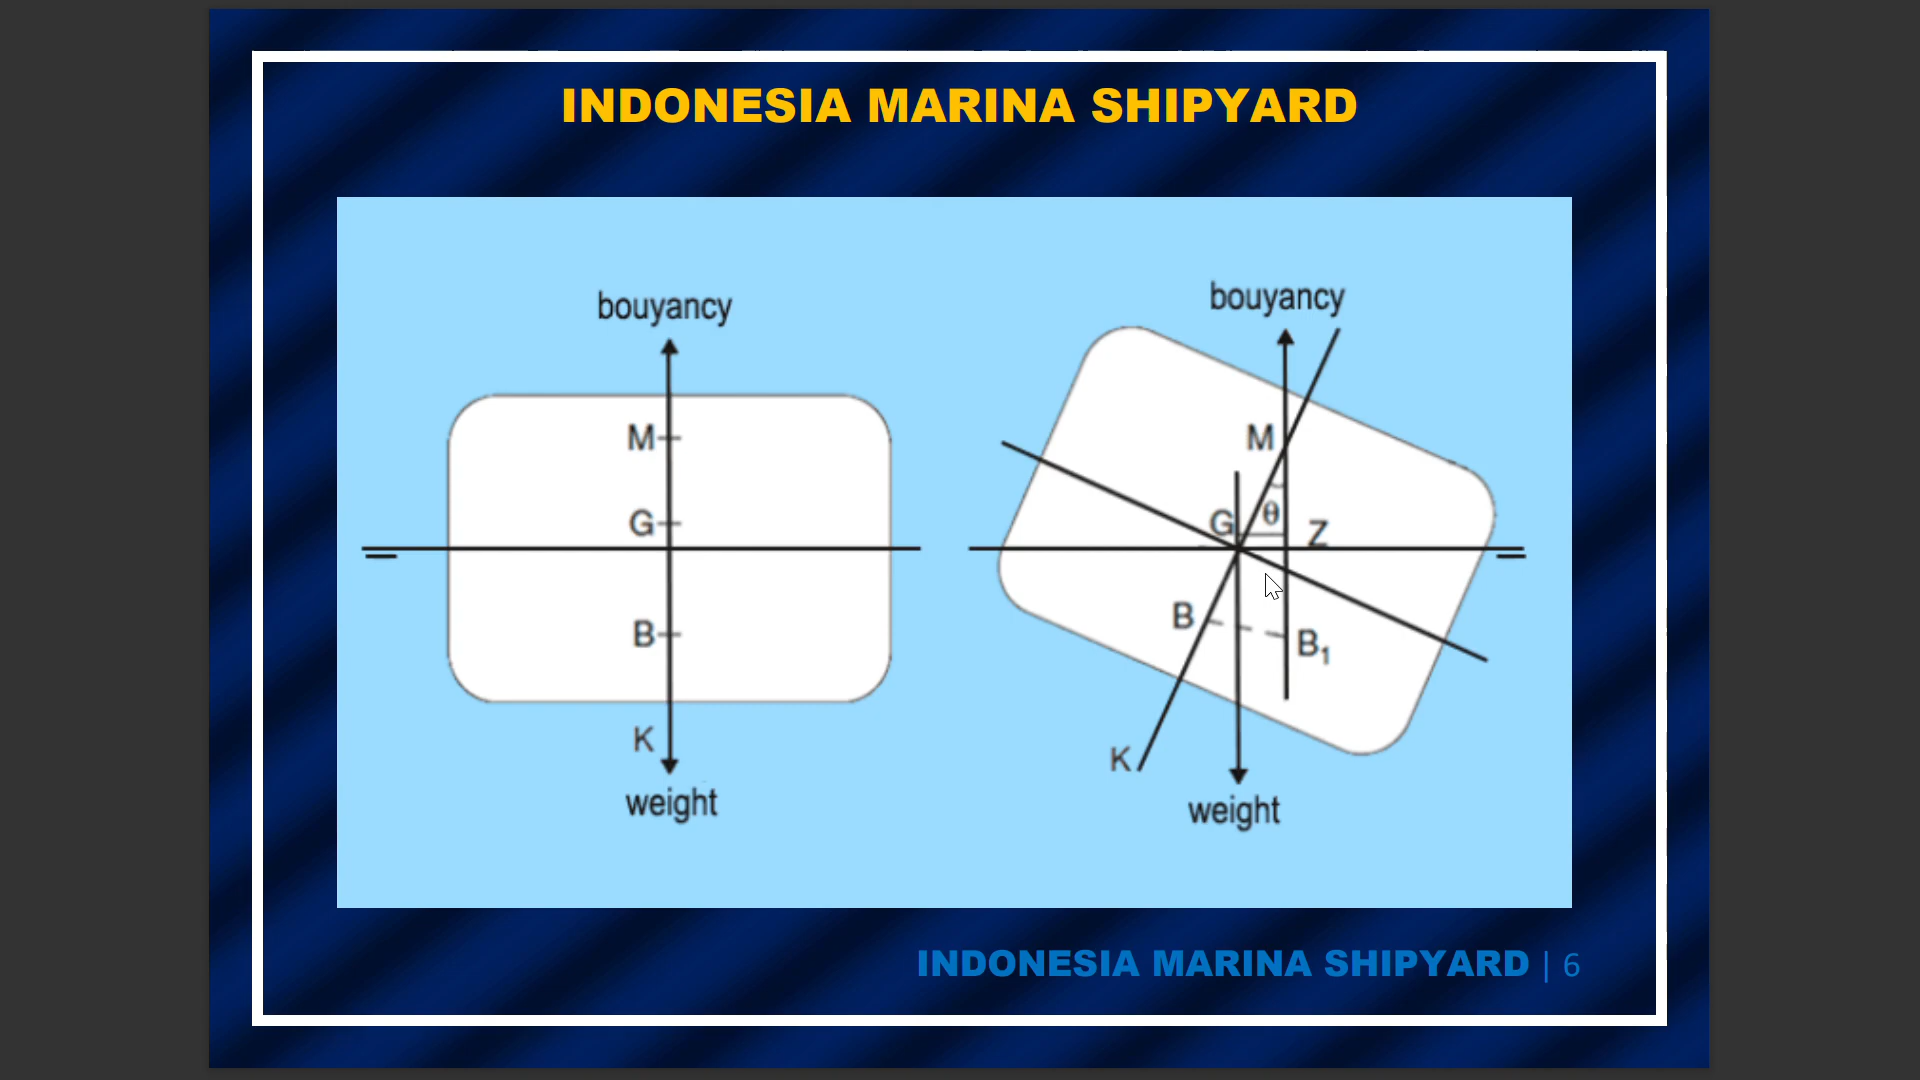 INDONESIA MARINA SHIPYARD
bouyancy
M
G
B
K
weight
bouyancy
M
G
θ
Z
B
B₁
K
weight
INDONESIA MARINA SHIPYARD | 6